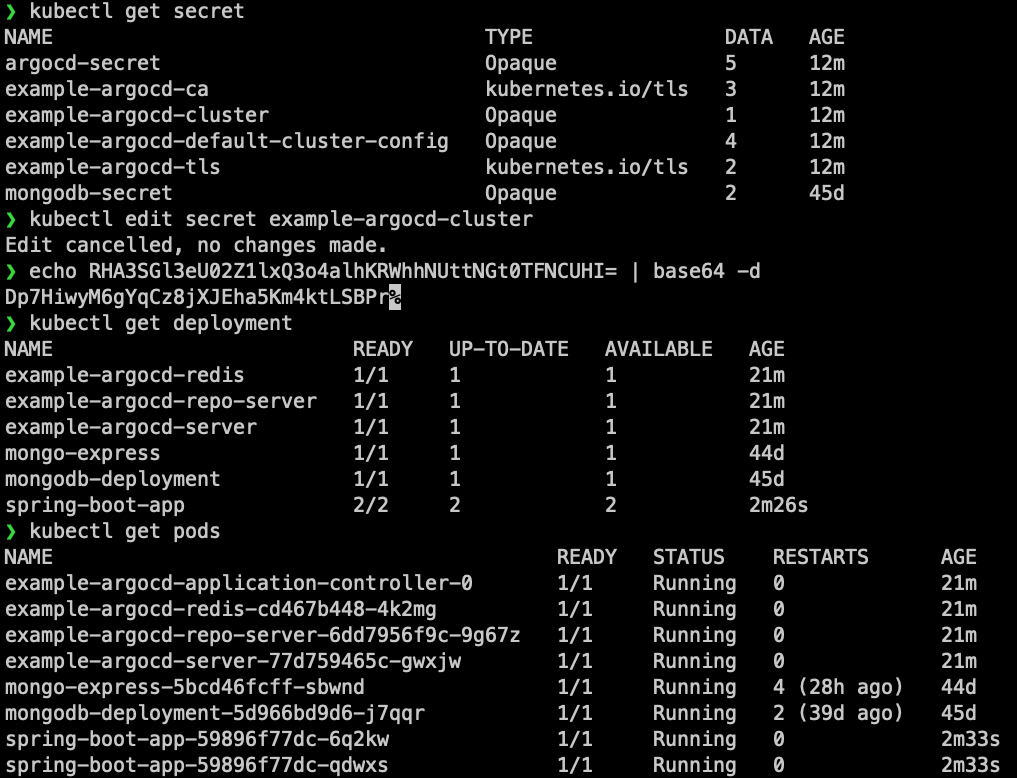 ❯ kubectl get secret
NAME TYPE DATA AGE
argocd-secret Opaque 5 12m
example-argocd-ca kubernetes.io/tls 3 12m
example-argocd-cluster Opaque 1 12m
example-argocd-default-cluster-config Opaque 4 12m
example-argocd-tls kubernetes.io/tls 2 12m
mongodb-secret Opaque 2 45d
❯ kubectl edit secret example-argocd-cluster
Edit cancelled, no changes made.
❯ echo RHA3SGl3eU02Z1lxQ3o4alhKRWhhNUttNGt0TFNCUHI= | base64 -d
Dp7HiwyM6gYqCz8jXJEha5Km4ktLSBPr%
❯ kubectl get deployment
NAME READY UP-TO-DATE AVAILABLE AGE
example-argocd-redis 1/1 1 1 21m
example-argocd-repo-server 1/1 1 1 21m
example-argocd-server 1/1 1 1 21m
mongo-express 1/1 1 1 44d
mongodb-deployment 1/1 1 1 45d
spring-boot-app 2/2 2 2 2m26s
❯ kubectl get pods
NAME READY STATUS RESTARTS AGE
example-argocd-application-controller-0 1/1 Running 0 21m
example-argocd-redis-cd467b448-4k2mg 1/1 Running 0 21m
example-argocd-repo-server-6dd7956f9c-9g67z 1/1 Running 0 21m
example-argocd-server-77d759465c-gwxjw 1/1 Running 0 21m
mongo-express-5bcd46fcff-sbwnd 1/1 Running 4 (28h ago) 44d
mongodb-deployment-5d966bd9d6-j7qqr 1/1 Running 2 (39d ago) 45d
spring-boot-app-59896f77dc-6q2kw 1/1 Running 0 2m33s
spring-boot-app-59896f77dc-qdwxs 1/1 Running 0 2m33s